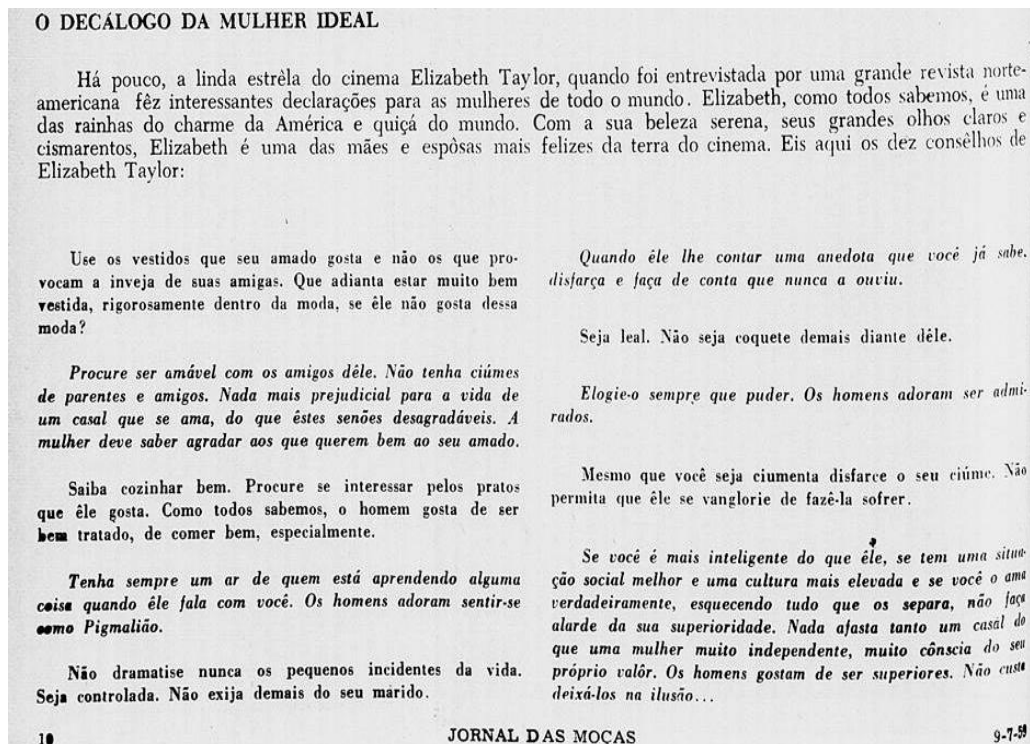 O DECÁLOGO DA MULHER IDEAL
Há pouco, a linda estrêla do cinema Elizabeth Taylor, quando foi entrevistada por uma grande revista norte-
americana fêz interessantes declarações para as mulheres de todo o mundo. Elizabeth, como todos sabemos, é uma
das rainhas do charme da América e quiçá do mundo. Com a sua beleza serena, seus grandes olhos claros e
cismarentos, Elizabeth é uma das mães e espôsas mais felizes da terra do cinema. Eis aqui os dez consêlhos de
Elizabeth Taylor:
Use os vestidos que seu amado gosta e não os que pro-
vocam a inveja de suas amigas. Que adianta estar muito bem
vestida, rigorosamente dentro da moda, se êle não gosta dessa
moda?
Procure ser amável com os amigos dêle. Não tenha ciúmes
de parentes e amigos. Nada mais prejudicial para a vida de
um casal que se ama, do que êstes senões desagradáveis. A
mulher deve saber agradar aos que querem bem ao seu amado.
Saiba cozinhar bem. Procure se interessar pelos pratos
que êle gosta. Como todos sabemos, o homem gosta de ser
bem tratado, de comer bem, especialmente.
Tenha sempre um ar de quem está aprendendo alguma
coisa quando êle fala com você. Os homens adoram sentir-se
como Pigmalião.
Não dramatise nunca os pequenos incidentes da vida.
Seja controlada. Não exija demais do seu marido.
Quando êle lhe contar uma anedota que você já sabe,
disfarça e faça de conta que nunca a ouviu.
Seja leal. Não seja coquete demais diante dêle.
Elogie-o sempre que puder. Os homens adoram ser admi-
rados.
Mesmo que você seja ciumenta disfarce o seu ciúme. Não
permita que êle se vanglorie de fazê-la sofrer.
Se você é mais inteligente do que êle, se tem uma situa-
ção social melhor e uma cultura mais elevada e se você o ama
verdadeiramente, esquecendo tudo que os separa, não faça
alarde da sua superioridade. Nada afasta tanto um casal do
que uma mulher muito independente, muito cônscia do seu
próprio valôr. Os homens gostam de ser superiores. Não custa
deixá-los na ilusão...
10
JORNAL DAS MOÇAS
9-7-59